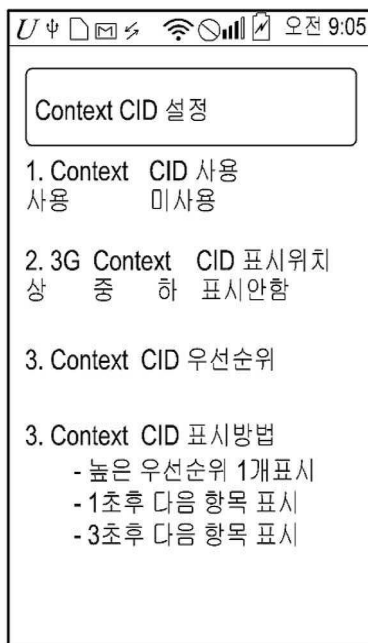 U 오전 9:05
Context CID 설정
1. Context CID 사용
사용 미사용
2. 3G Context CID 표시위치
상 중 하 표시안함
3. Context CID 우선순위
3. Context CID 표시방법
- 높은 우선순위 1개표시
- 1초후 다음 항목 표시
- 3초후 다음 항목 표시